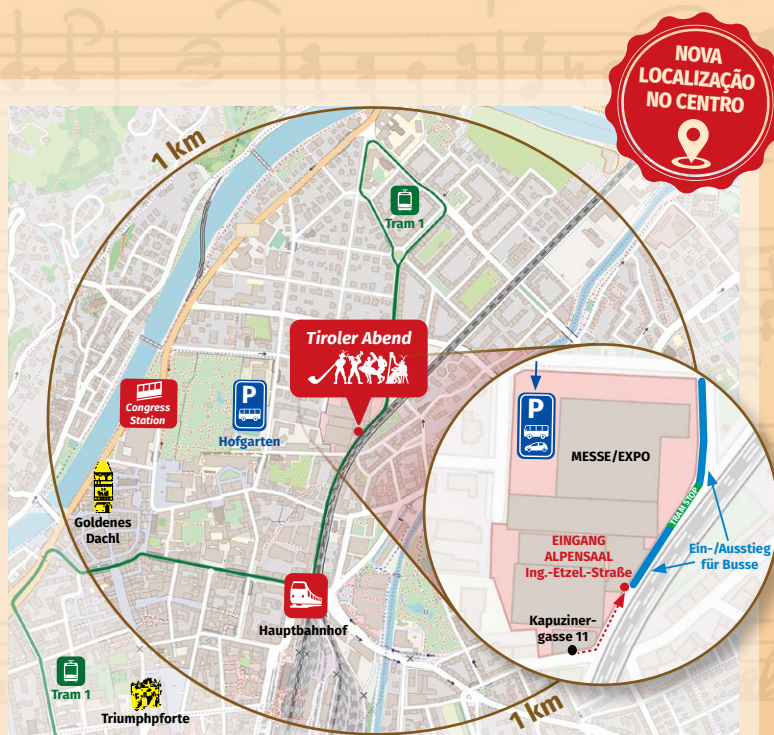 NOVA
LOCALIZAÇÃO
NO CENTRO
1 km
Tram 1
Tiroler Abend
Congress
Station
P
Hofgarten
P
MESSE/EXPO
Goldenes
Dachl
TRAM STOP
EINGANG
ALPENSAAL
Ing.-Etzel.-Straße
Ein-/Ausstieg
für Busse
Kapuziner-
gasse 11
Hauptbahnhof
Tram 1
Triumphpforte
1 km